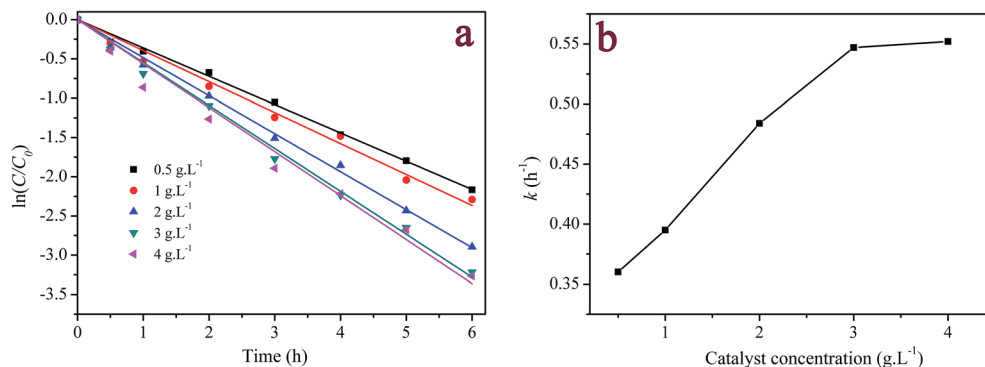 a
0.0
-0.5
-1.0
-1.5
-2.0
-2.5
-3.0
-3.5
ln(C/C₀)
0.5 g.L⁻¹
1 g.L⁻¹
2 g.L⁻¹
3 g.L⁻¹
4 g.L⁻¹
0 1 2 3 4 5 6
Time (h)
b
0.55
0.50
0.45
0.40
0.35
k (h⁻¹)
1 2 3 4
Catalyst concentration (g.L⁻¹)